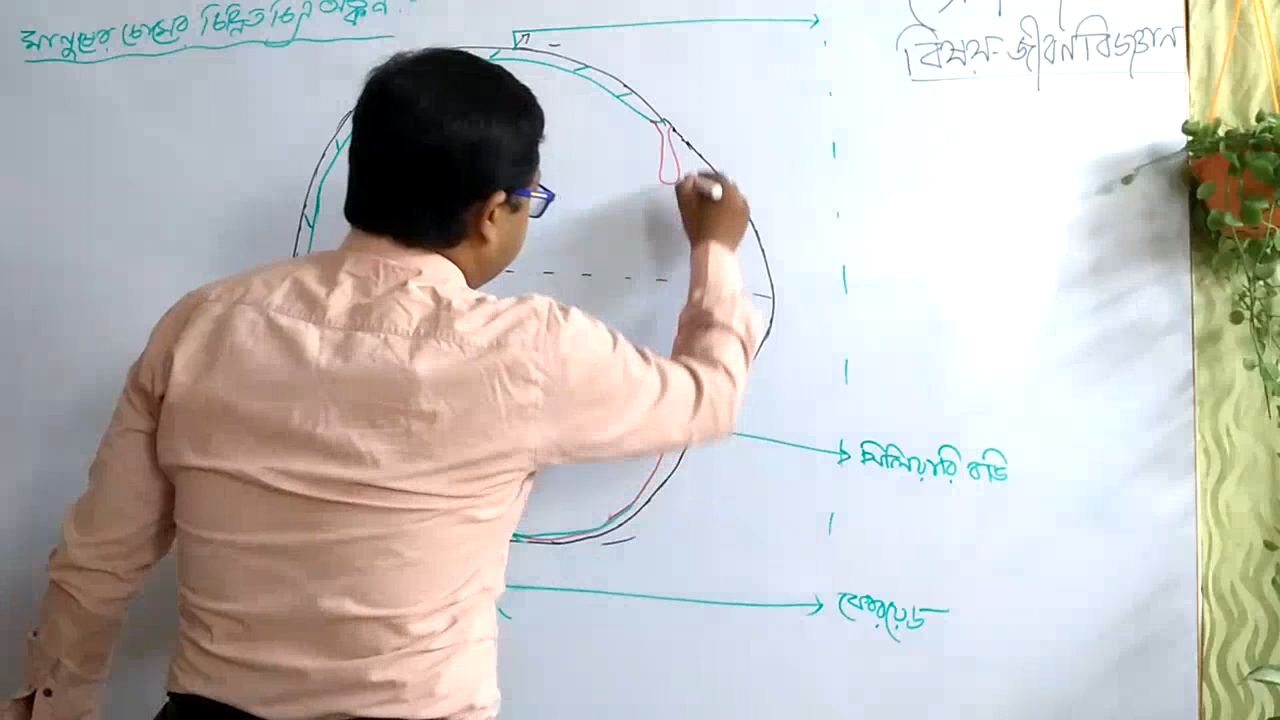 মানুষের চোখের চিহ্নিত চিত্র অঙ্কন :
বিষয়- জীবনবিজ্ঞান
সিলিয়ারি বডি
কোরয়েড